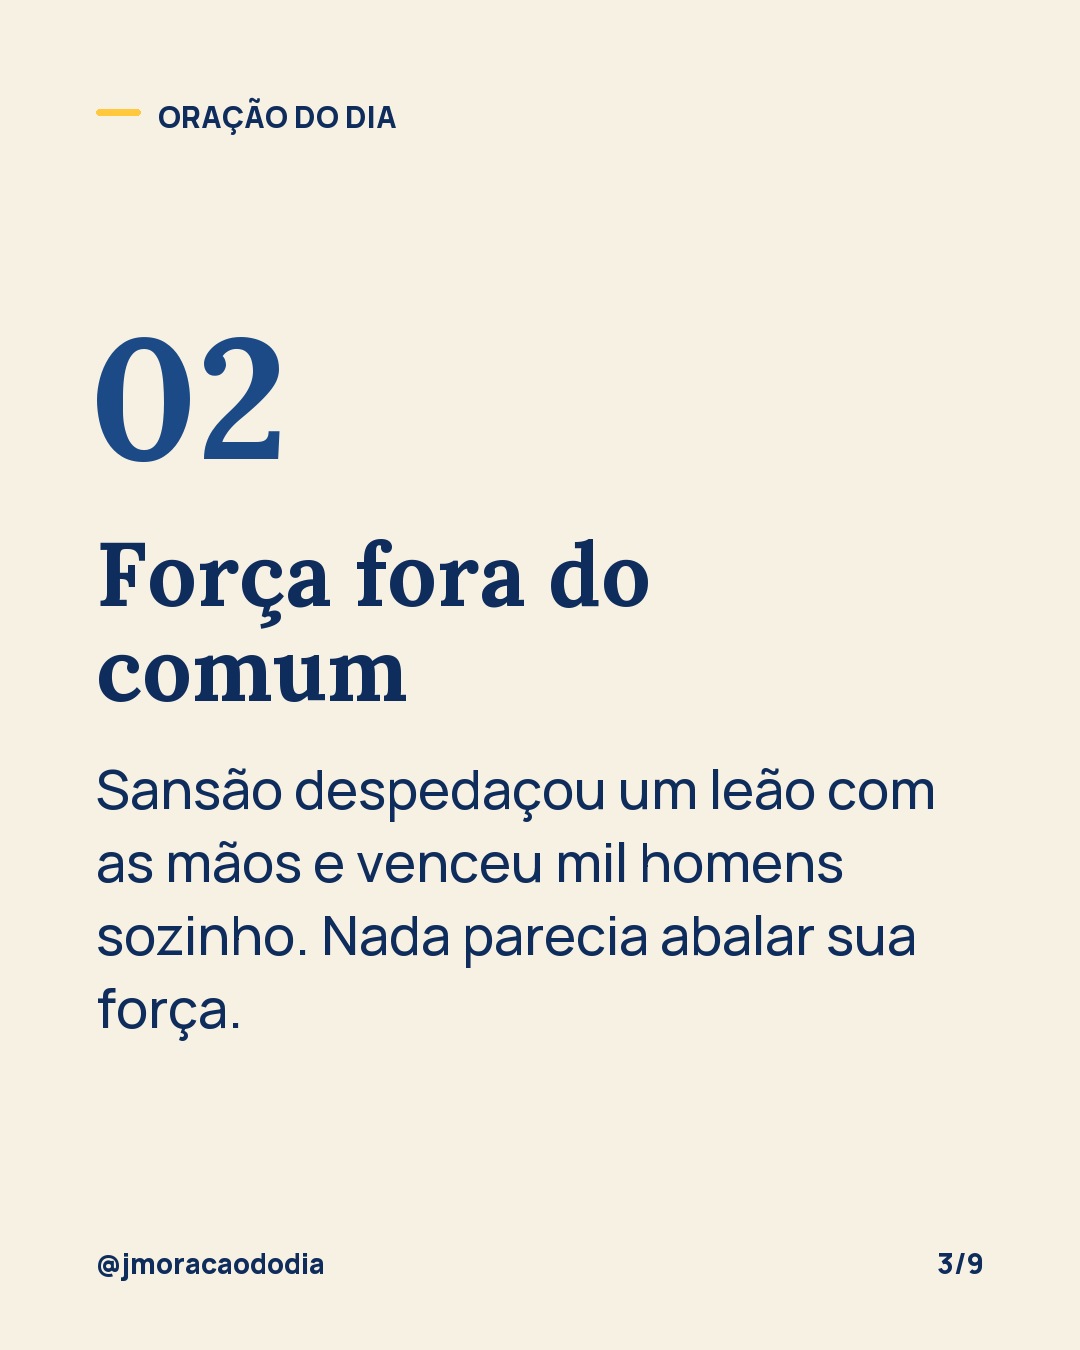 ORAÇÃO DO DIA
02
Força fora do
comum
Sansão despedaçou um leão com
as mãos e venceu mil homens
sozinho. Nada parecia abalar sua
força.
@jmoracaododia
3/9